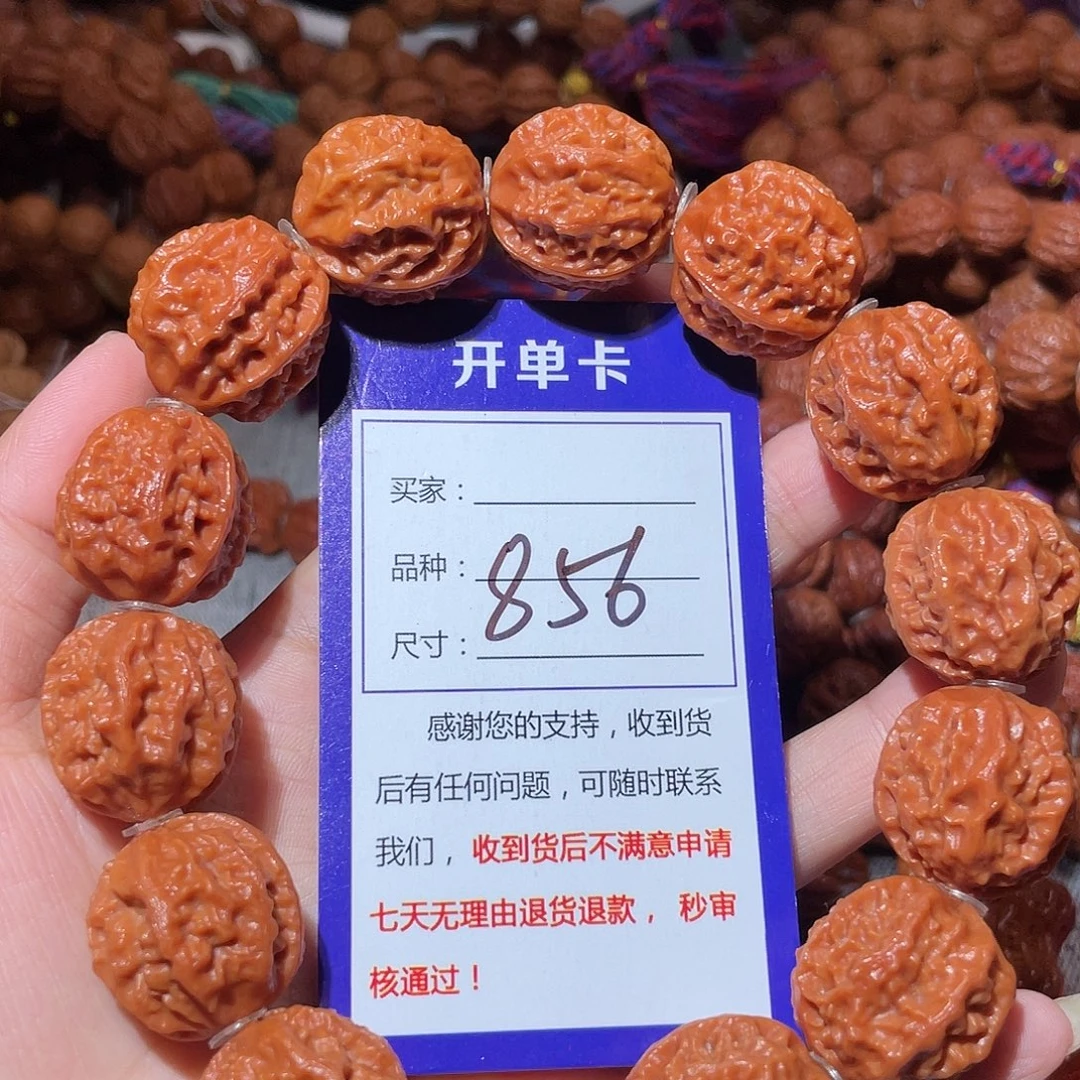 开单卡
买家：
品种：
856
尺寸：
感谢您的支持，收到货
后有任何问题，可随时联系
我们，收到货后不满意申请
七天无理由退货退款，秒审
核通过！